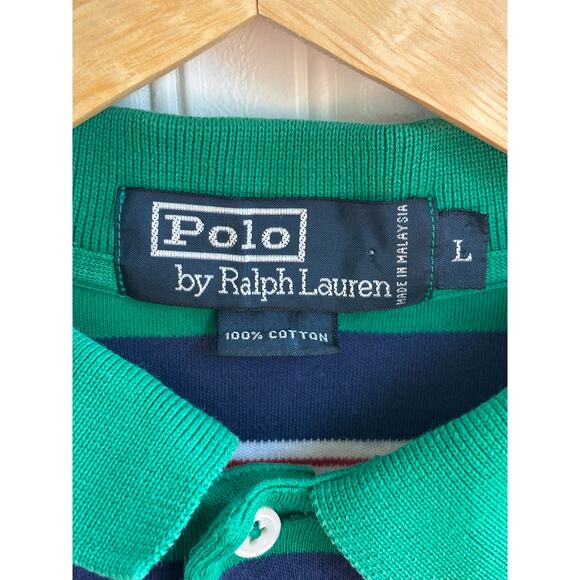 Polo
by Ralph Lauren
MADE IN MALAYSIA
L
100% COTTON